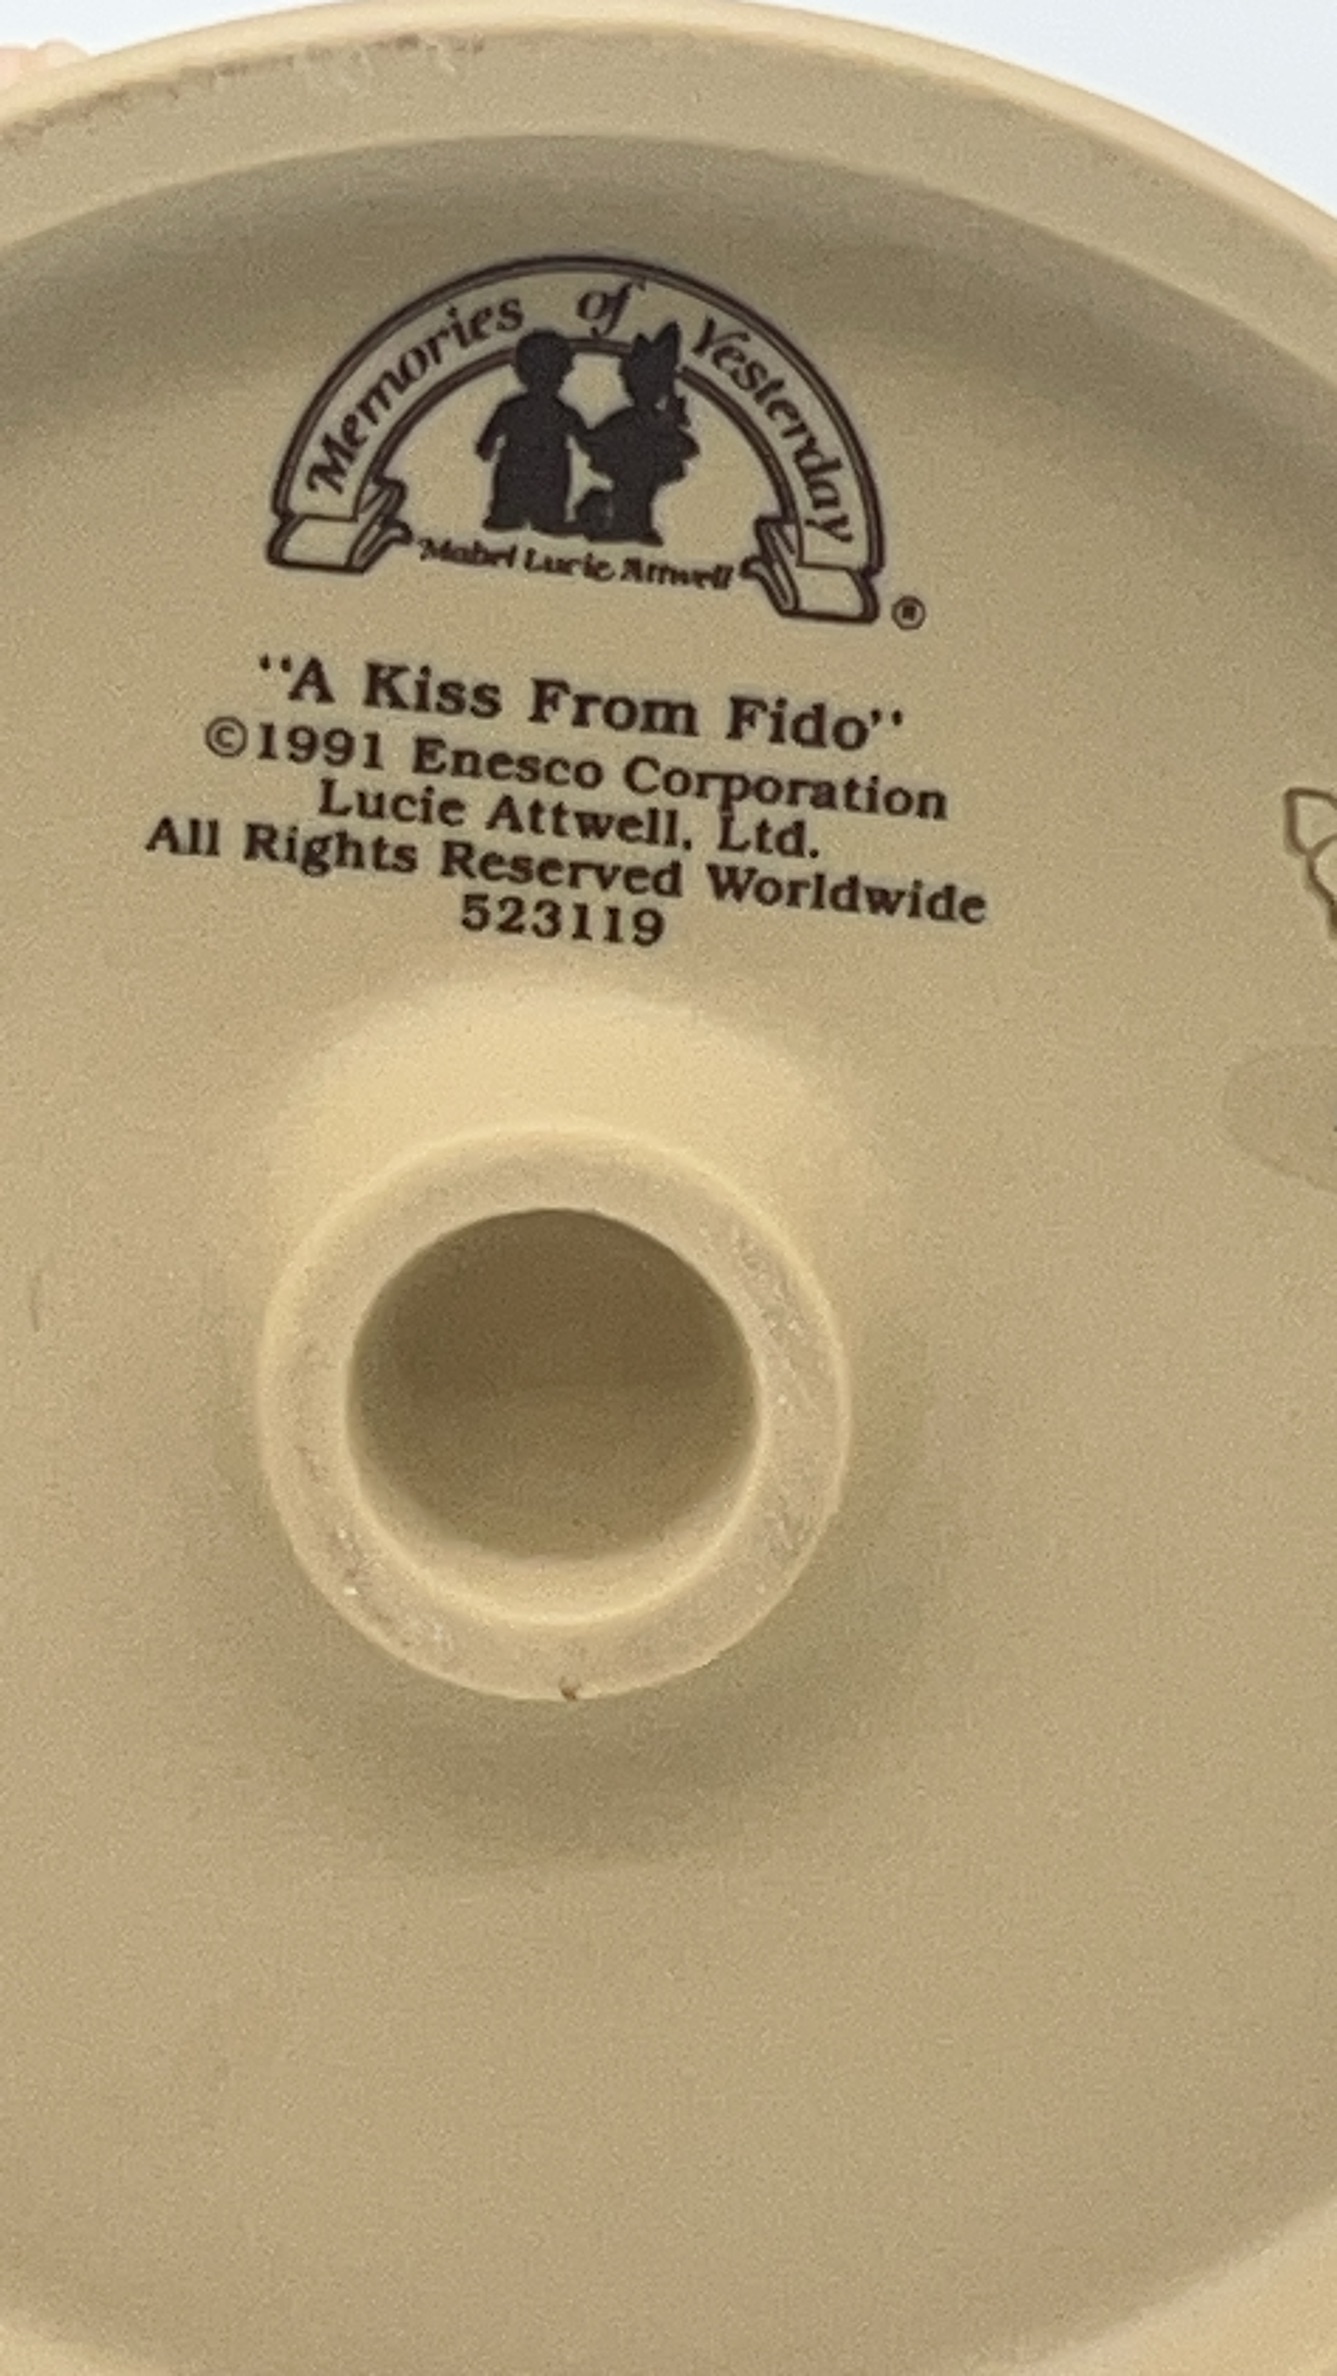 Memories of Yesterday
Mabel Lucie Attwell
®
"A Kiss From Fido"
©1991 Enesco Corporation
Lucie Attwell, Ltd.
All Rights Reserved Worldwide
523119